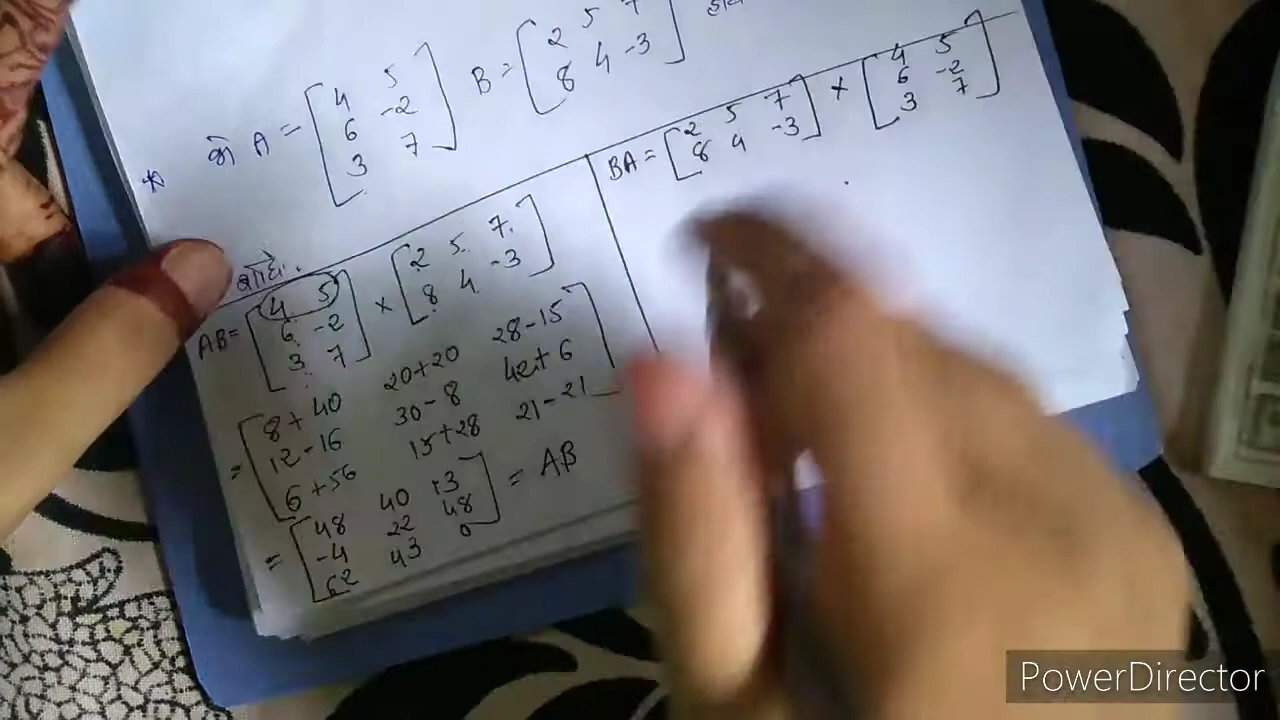 * जो A = [4 5 6 -2 3 7] B = [2 5 7 8 4 -3]
AB = [4 5 6 -2 3 7] × [2 5 7 8 4 -3]
= [8+40 20+20 28-15
12-16 30-8 42+6
6+56 15+28 21-21]
= [48 40 13
-4 22 48
62 43 0] = AB
BA = [2 5 7 8 4 -3] × [4 5 6 -2 3 7]
PowerDirector